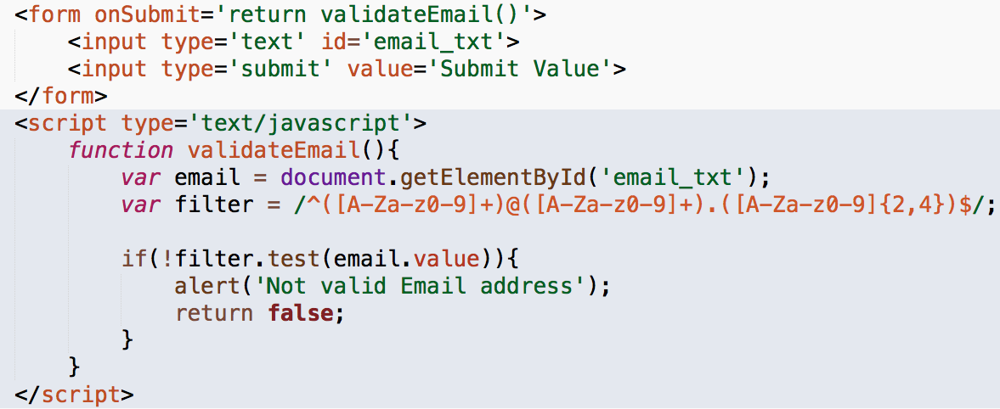 <form onSubmit='return validateEmail()'>
    <input type='text' id='email_txt'>
    <input type='submit' value='Submit Value'>
</form>
<script type='text/javascript'>
    function validateEmail(){
        var email = document.getElementById('email_txt');
        var filter = /^([A-Za-z0-9]+)@([A-Za-z0-9]+).([A-Za-z0-9]{2,4})$/;

        if(!filter.test(email.value)){
            alert('Not valid Email address');
            return false;
        }
    }
</script>